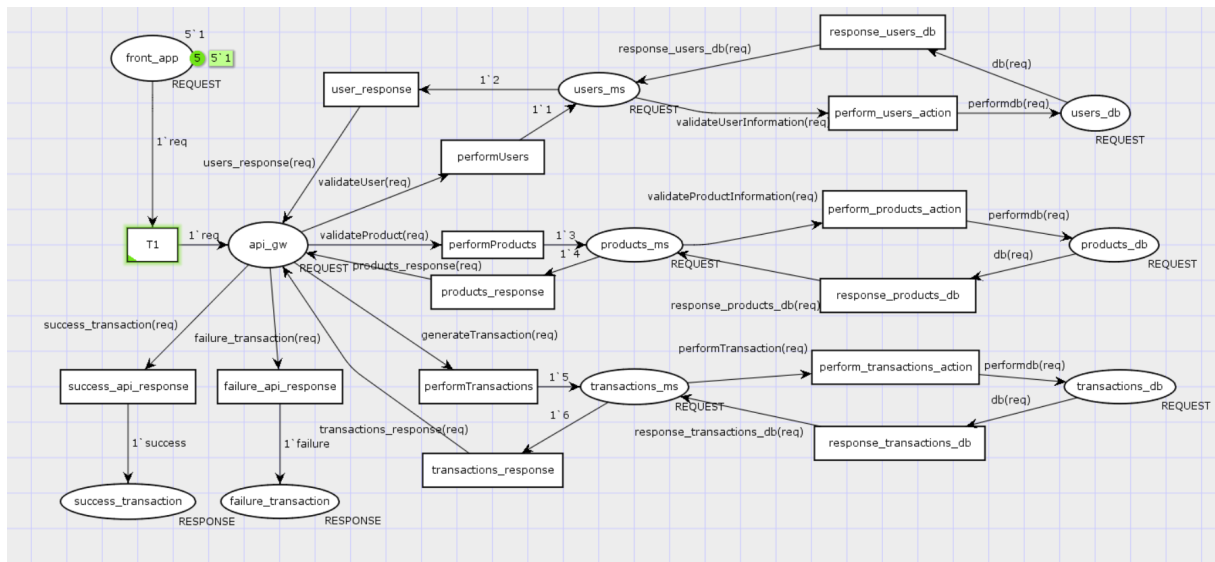 5`1
front_app
5
5`1
REQUEST
1`req
T1
1`req
api_gw
REQUEST
user_response
1`2
users_ms
REQUEST
1`1
performUsers
users_response(req)
validateUser(req)
response_users_db(req)
response_users_db
db(req)
validateUserInformation(req)
perform_users_action
performdb(req)
users_db
REQUEST
validateProduct(req)
performProducts
1`3
1`4
products_ms
REQUEST
products_response(req)
products_response
validateProductInformation(req)
perform_products_action
performdb(req)
products_db
REQUEST
db(req)
response_products_db(req)
response_products_db
success_transaction(req)
failure_transaction(req)
generateTransaction(req)
success_api_response
failure_api_response
performTransactions
1`5
transactions_ms
REQUEST
1`6
performTransaction(req)
perform_transactions_action
performdb(req)
transactions_db
REQUEST
db(req)
response_transactions_db(req)
response_transactions_db
1`success
1`failure
transactions_response(req)
transactions_response
success_transaction
RESPONSE
failure_transaction
RESPONSE